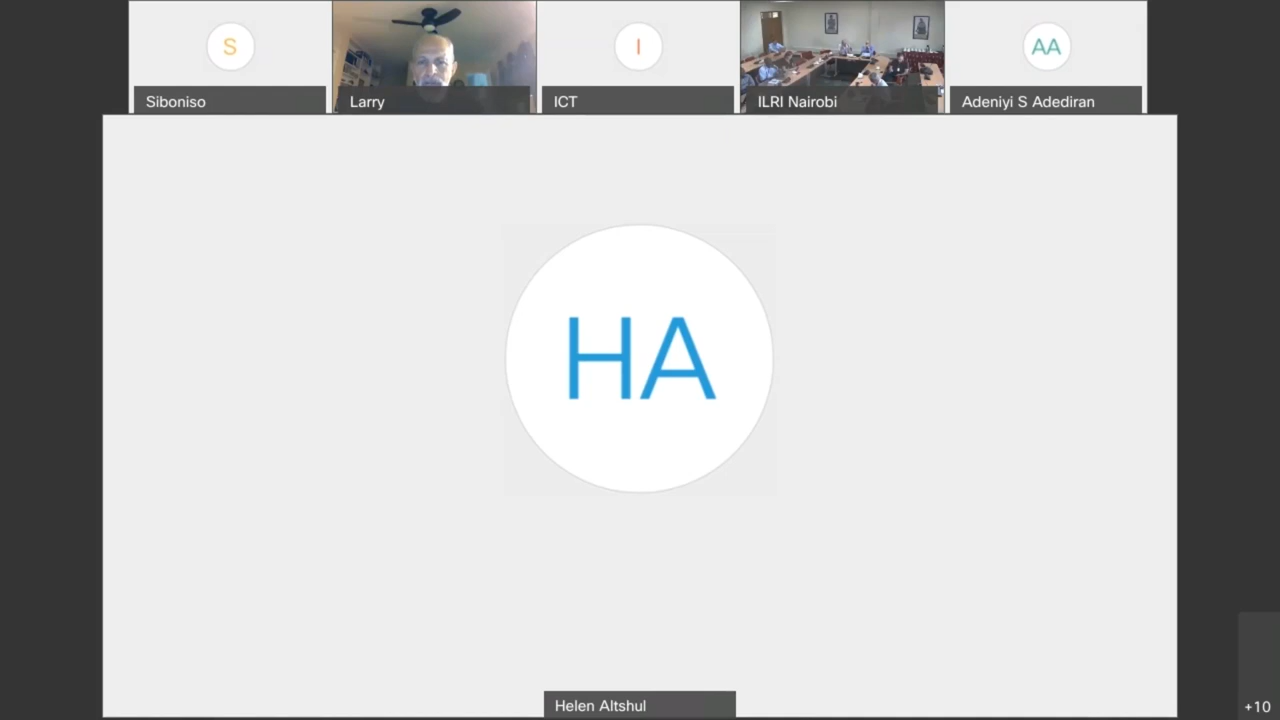 S
I
AA
Siboniso
Larry
ICT
ILRI Nairobi
Adeniyi S Adediran
HA
Helen Altshul
+10